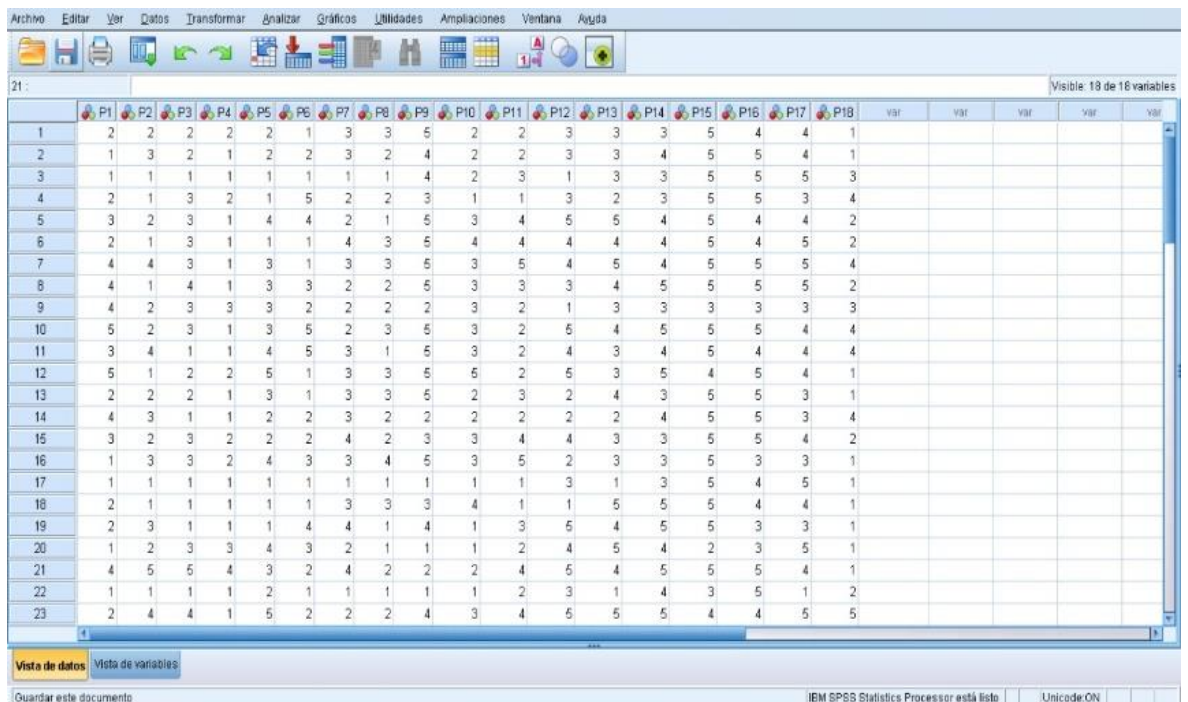 Archivo Editar Ver Datos Transformar Analizar Gráficos Utilidades Ampliaciones Ventana Ayuda
21 : Visible: 18 de 18 variables
P1 P2 P3 P4 P5 P6 P7 P8 P9 P10 P11 P12 P13 P14 P15 P16 P17 P18 var var var var var
1 2 2 2 2 2 1 3 3 5 2 2 3 3 3 5 4 4 1
2 1 3 2 1 2 2 3 2 4 2 2 3 3 4 5 5 4 1
3 1 1 1 1 1 1 1 1 4 2 3 1 3 3 5 5 5 3
4 2 1 3 2 1 5 2 2 3 1 1 3 2 3 5 5 3 4
5 3 2 3 1 4 4 2 1 5 3 4 5 5 4 5 4 4 2
6 2 1 3 1 1 1 4 3 5 4 4 4 4 4 5 4 5 2
7 4 4 3 1 3 1 3 3 5 3 5 4 5 4 5 5 5 4
8 4 1 4 1 3 3 2 2 5 3 3 3 4 5 5 5 5 2
9 4 2 3 3 3 2 2 2 2 3 2 1 3 3 3 3 3 3
10 5 2 3 1 3 5 2 3 5 3 2 5 4 5 5 5 4 4
11 3 4 1 1 4 5 3 1 5 3 2 4 3 4 5 4 4 4
12 5 1 2 2 5 1 3 3 5 5 2 5 3 5 4 5 4 1
13 2 2 2 1 3 1 3 3 5 2 3 2 4 3 5 5 3 1
14 4 3 1 1 2 2 3 2 2 2 2 2 2 4 5 5 3 4
15 3 2 3 2 2 2 4 2 3 3 4 4 3 3 5 5 4 2
16 1 3 3 2 4 3 3 4 5 3 5 2 3 3 5 3 3 1
17 1 1 1 1 1 1 1 1 1 1 1 3 1 3 5 4 5 1
18 2 1 1 1 1 1 3 3 3 4 1 1 5 5 5 4 4 1
19 2 3 1 1 1 4 4 1 4 1 3 5 4 5 5 3 3 1
20 1 2 3 3 4 3 2 1 1 1 2 4 5 4 2 3 5 1
21 4 5 5 4 3 2 4 2 2 2 4 5 4 5 5 5 4 1
22 1 1 1 1 2 1 1 1 1 1 2 3 1 4 3 5 1 2
23 2 4 4 1 5 2 2 2 4 3 4 5 5 5 4 4 5 5
Vista de datos Vista de variables
Guardar este documento IBM SPSS Statistics Processor está listo Unicode:ON